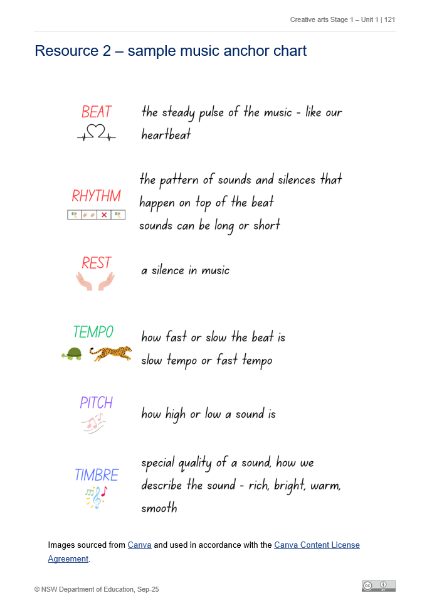 Creative arts Stage 1 – Unit 1 | 121
Resource 2 – sample music anchor chart
BEAT
the steady pulse of the music - like our
heartbeat
RHYTHM
the pattern of sounds and silences that
happen on top of the beat
sounds can be long or short
REST
a silence in music
TEMPO
how fast or slow the beat is
slow tempo or fast tempo
PITCH
how high or low a sound is
TIMBRE
special quality of a sound, how we
describe the sound - rich, bright, warm,
smooth
Images sourced from Canva and used in accordance with the Canva Content License
Agreement.
© NSW Department of Education, Sep-25